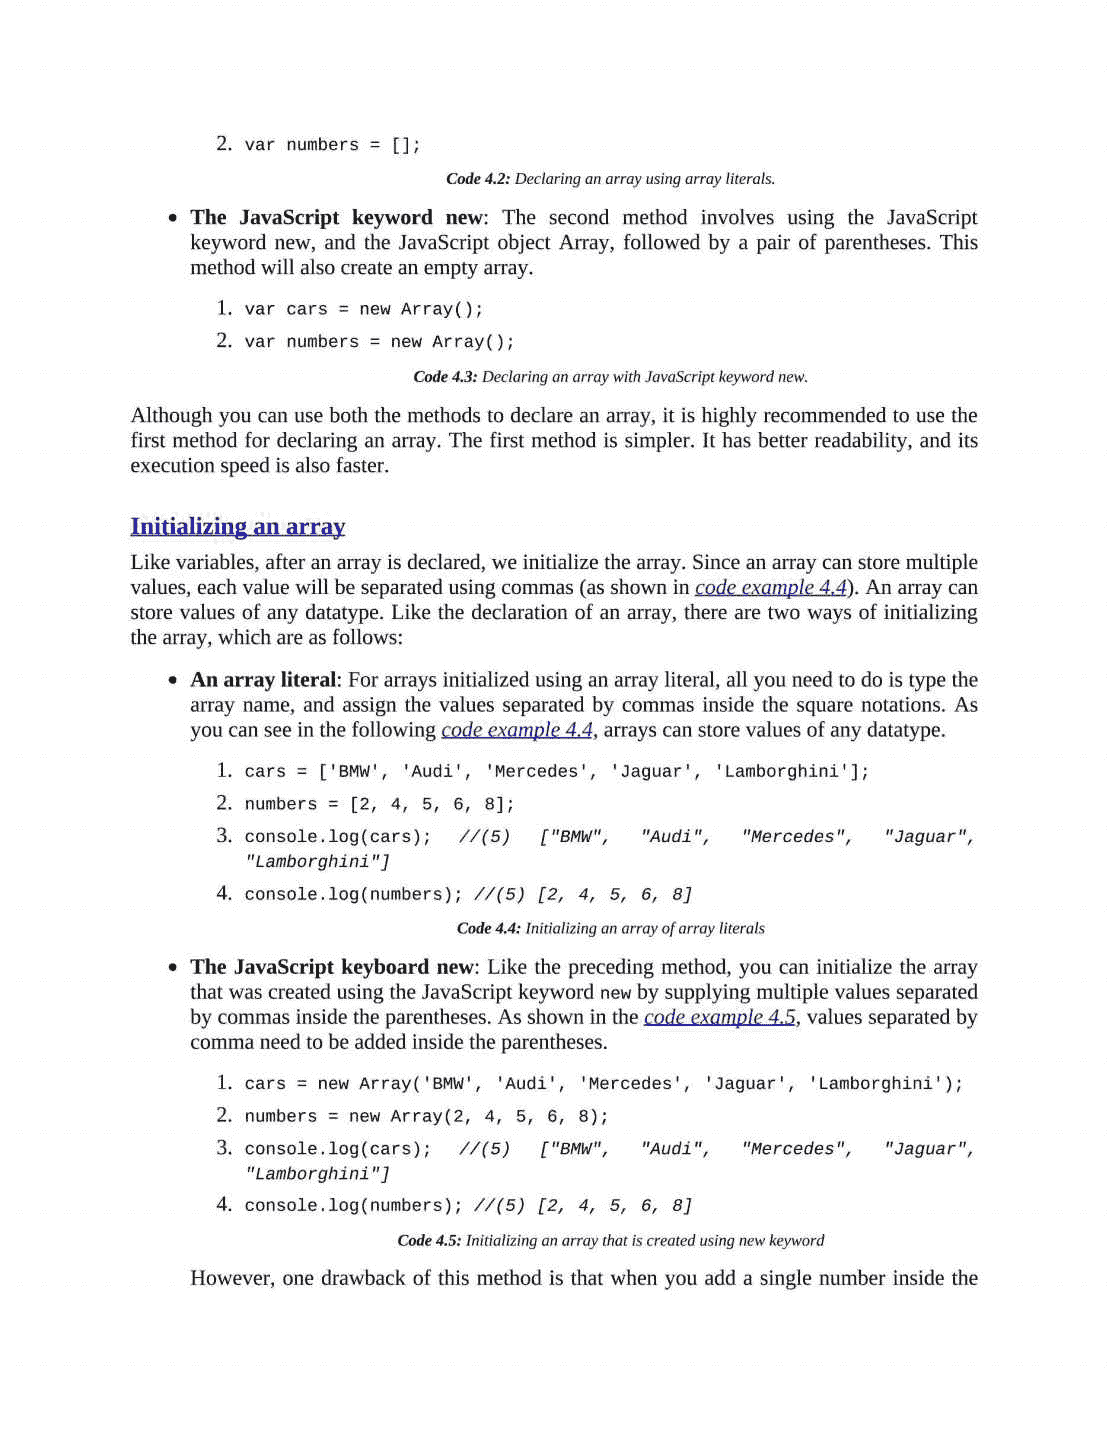 2. var numbers = [];
Code 4.2: Declaring an array using array literals.
• The JavaScript keyword new: The second method involves using the JavaScript
keyword new, and the JavaScript object Array, followed by a pair of parentheses. This
method will also create an empty array.
1. var cars = new Array();
2. var numbers = new Array();
Code 4.3: Declaring an array with JavaScript keyword new.
Although you can use both the methods to declare an array, it is highly recommended to use the
first method for declaring an array. The first method is simpler. It has better readability, and its
execution speed is also faster.
Initializing an array
Like variables, after an array is declared, we initialize the array. Since an array can store multiple
values, each value will be separated using commas (as shown in code example 4.4). An array can
store values of any datatype. Like the declaration of an array, there are two ways of initializing
the array, which are as follows:
• An array literal: For arrays initialized using an array literal, all you need to do is type the
array name, and assign the values separated by commas inside the square notations. As
you can see in the following code example 4.4, arrays can store values of any datatype.
1. cars = ['BMW', 'Audi', 'Mercedes', 'Jaguar', 'Lamborghini'];
2. numbers = [2, 4, 5, 6, 8];
3. console.log(cars); //(5) ["BMW", "Audi", "Mercedes", "Jaguar",
"Lamborghini"]
4. console.log(numbers); //(5) [2, 4, 5, 6, 8]
Code 4.4: Initializing an array of array literals
• The JavaScript keyboard new: Like the preceding method, you can initialize the array
that was created using the JavaScript keyword new by supplying multiple values separated
by commas inside the parentheses. As shown in the code example 4.5, values separated by
comma need to be added inside the parentheses.
1. cars = new Array('BMW', 'Audi', 'Mercedes', 'Jaguar', 'Lamborghini');
2. numbers = new Array(2, 4, 5, 6, 8);
3. console.log(cars); //(5) ["BMW", "Audi", "Mercedes", "Jaguar",
"Lamborghini"]
4. console.log(numbers); //(5) [2, 4, 5, 6, 8]
Code 4.5: Initializing an array that is created using new keyword
However, one drawback of this method is that when you add a single number inside the